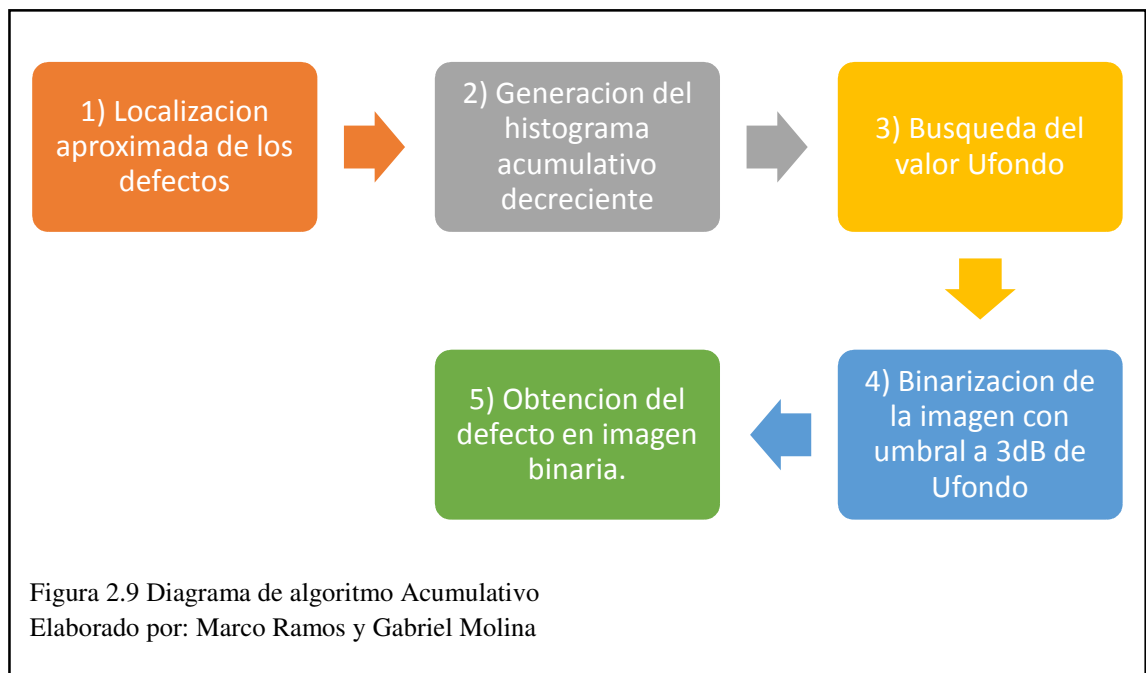 1) Localizacion
aproximada de los
defectos
2) Generacion del
histograma
acumulativo
decreciente
3) Busqueda del
valor Ufondo
4) Binarizacion de
la imagen con
umbral a 3dB de
Ufondo
5) Obtencion del
defecto en imagen
binaria.
Figura 2.9 Diagrama de algoritmo Acumulativo
Elaborado por: Marco Ramos y Gabriel Molina